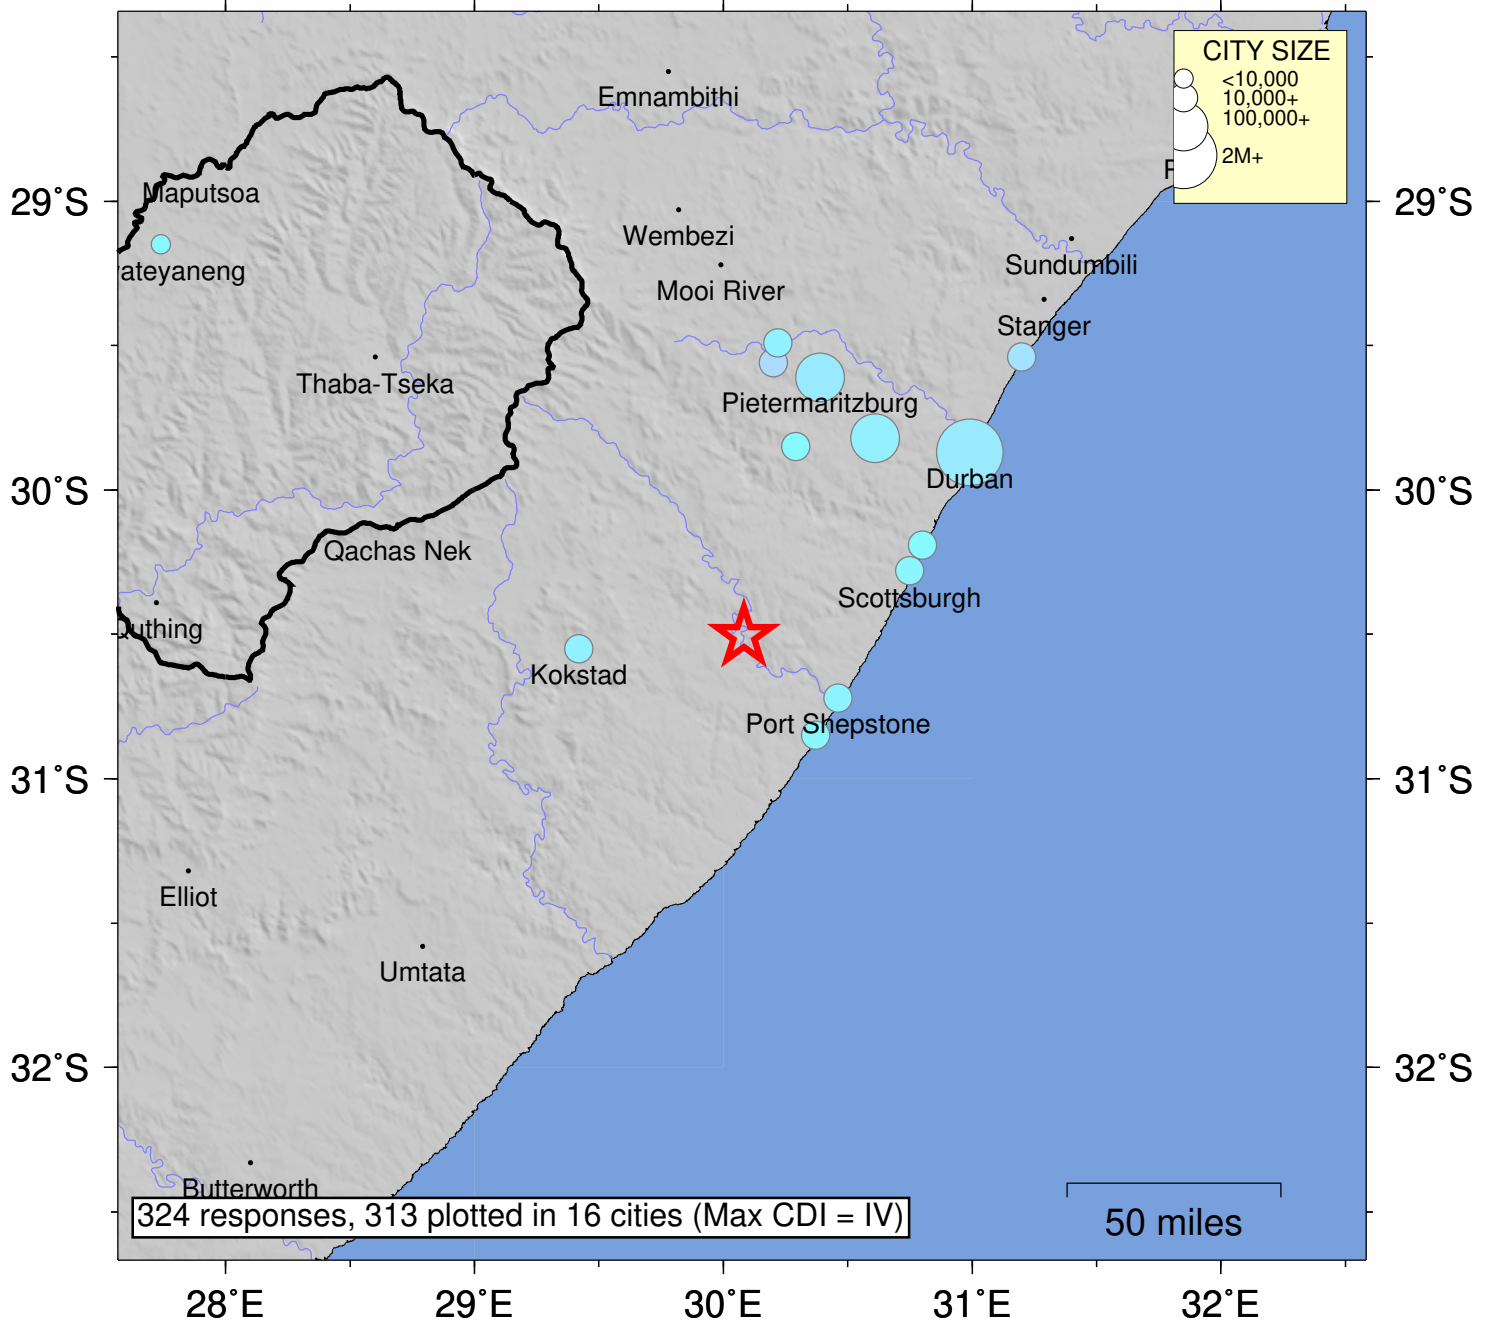 CITY SIZE
<10,000
10,000+
100,000+
2M+
Emnambithi
Maputsoa
29°S
29°S
Wembezi
Sundumbili
Mooi River
Stanger
Thaba-Tseka
Pietermaritzburg
Durban
30°S
30°S
Qachas Nek
Scottsburgh
Kokstad
Port Shepstone
31°S
31°S
Elliot
Umtata
32°S
32°S
Butterworth
324 responses, 313 plotted in 16 cities (Max CDI = IV)
50 miles
28°E
29°E
30°E
31°E
32°E